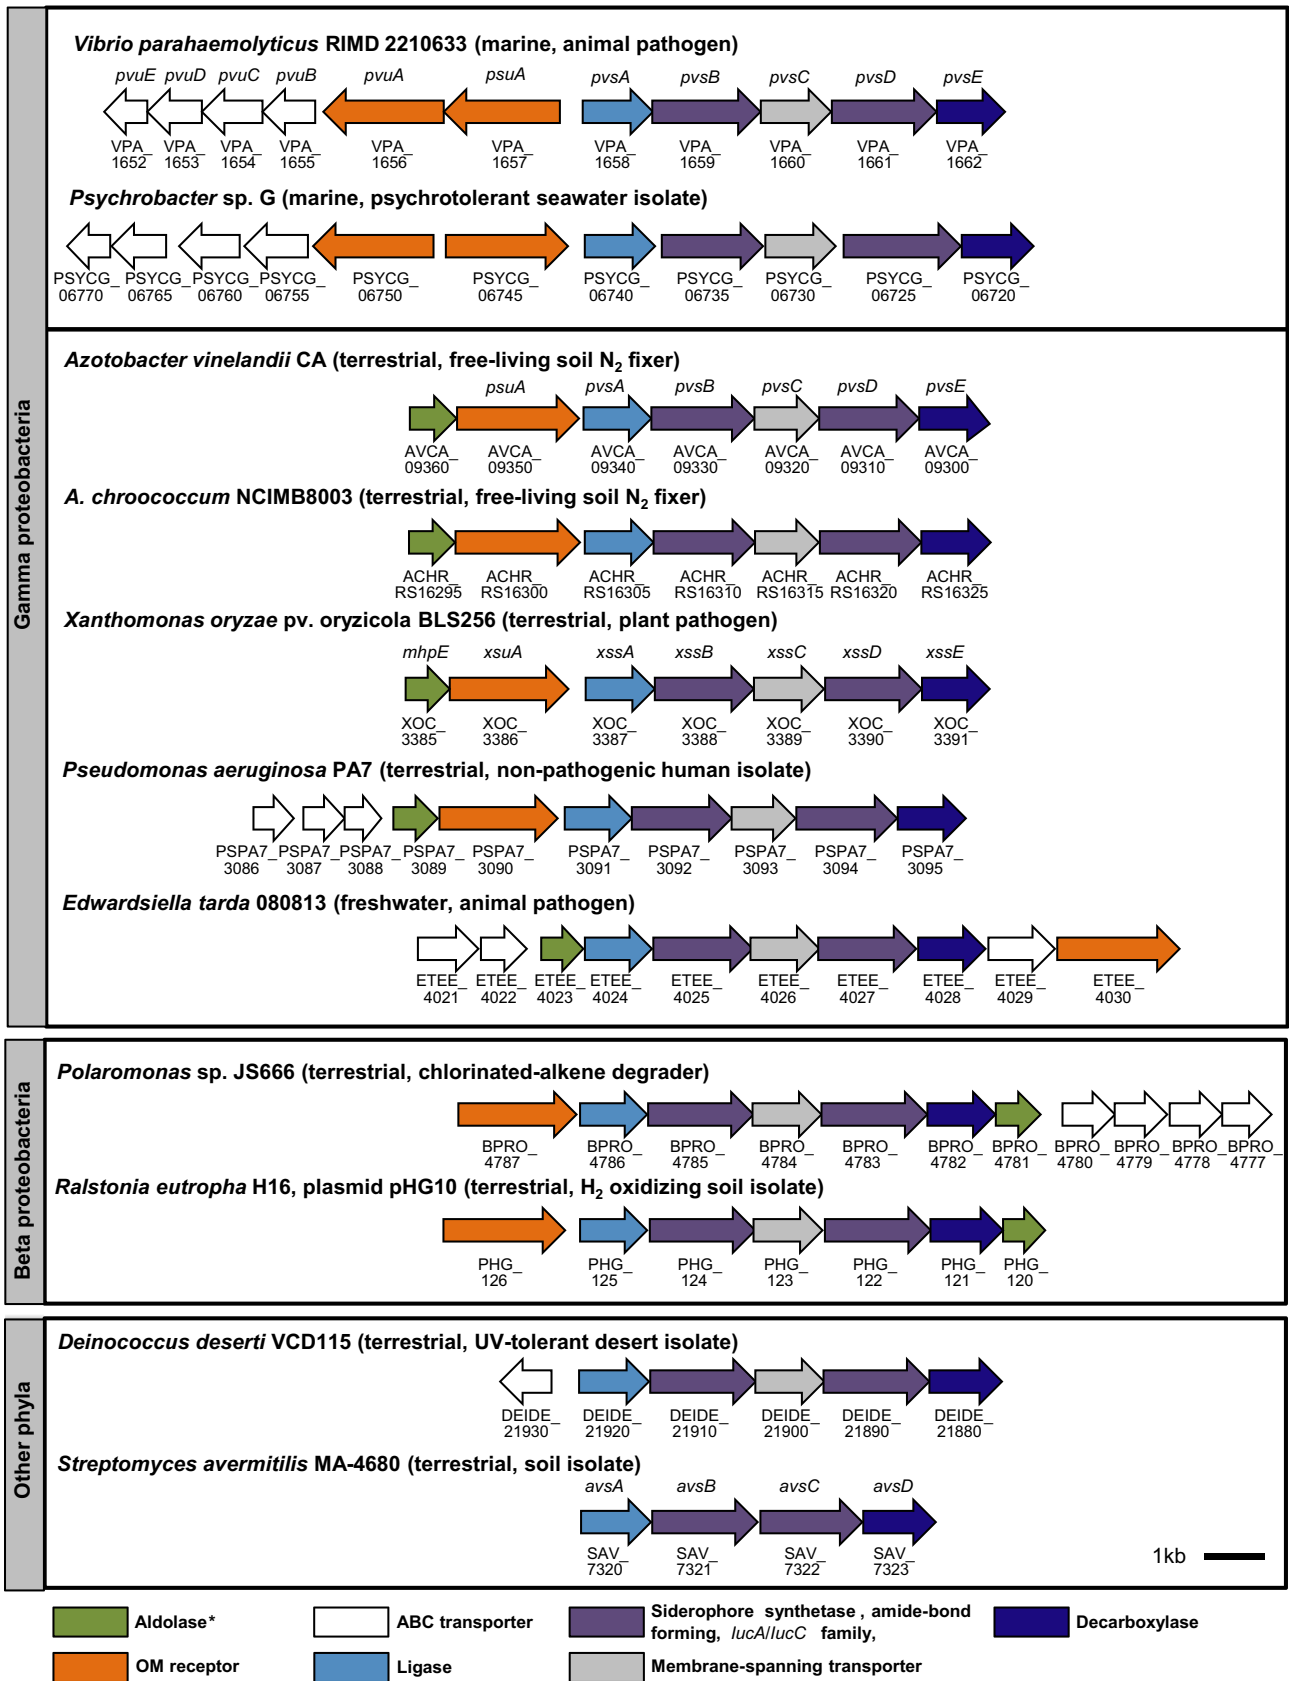 Gamma proteobacteria
Vibrio parahaemolyticus RIMD 2210633 (marine, animal pathogen)
pvuE pvuD pvuC pvuB pvuA psuA pvsA pvsB pvsC pvsD pvsE
VPA_ VPA_ VPA_ VPA_ VPA_ VPA_ VPA_ VPA_ VPA_ VPA_ VPA_
1652 1653 1654 1655 1656 1657 1658 1659 1660 1661 1662
Psychrobacter sp. G (marine, psychrotolerant seawater isolate)
PSYCG_ PSYCG_ PSYCG_ PSYCG_ PSYCG_ PSYCG_ PSYCG_ PSYCG_ PSYCG_ PSYCG_ PSYCG_
06770 06765 06760 06755 06750 06745 06740 06735 06730 06725 06720
Azotobacter vinelandii CA (terrestrial, free-living soil N2 fixer)
psuA pvsA pvsB pvsC pvsD pvsE
AVCA_ AVCA_ AVCA_ AVCA_ AVCA_ AVCA_ AVCA_
09360 09350 09340 09330 09320 09310 09300
A. chroococcum NCIMB8003 (terrestrial, free-living soil N2 fixer)
ACHR_ ACHR_ ACHR_ ACHR_ ACHR_ ACHR_ ACHR_
RS16295 RS16300 RS16305 RS16310 RS16315 RS16320 RS16325
Xanthomonas oryzae pv. oryzicola BLS256 (terrestrial, plant pathogen)
mhpE xsuA xssA xssB xssC xssD xssE
XOC_ XOC_ XOC_ XOC_ XOC_ XOC_ XOC_
3385 3386 3387 3388 3389 3390 3391
Pseudomonas aeruginosa PA7 (terrestrial, non-pathogenic human isolate)
PSPA7_ PSPA7_ PSPA7_ PSPA7_ PSPA7_ PSPA7_ PSPA7_ PSPA7_ PSPA7_ PSPA7_
3086 3087 3088 3089 3090 3091 3092 3093 3094 3095
Edwardsiella tarda 080813 (freshwater, animal pathogen)
ETEE_ ETEE_ ETEE_ ETEE_ ETEE_ ETEE_ ETEE_ ETEE_ ETEE_ ETEE_
4021 4022 4023 4024 4025 4026 4027 4028 4029 4030
Beta proteobacteria
Polaromonas sp. JS666 (terrestrial, chlorinated-alkene degrader)
BPRO_ BPRO_ BPRO_ BPRO_ BPRO_ BPRO_ BPRO_ BPRO_ BPRO_ BPRO_ BPRO_
4787 4786 4785 4784 4783 4782 4781 4780 4779 4778 4777
Ralstonia eutropha H16, plasmid pHG10 (terrestrial, H2 oxidizing soil isolate)
PHG_ PHG_ PHG_ PHG_ PHG_ PHG_ PHG_
126 125 124 123 122 121 120
Other phyla
Deinococcus deserti VCD115 (terrestrial, UV-tolerant desert isolate)
DEIDE_ DEIDE_ DEIDE_ DEIDE_ DEIDE_ DEIDE_
21930 21920 21910 21900 21890 21880
Streptomyces avermitilis MA-4680 (terrestrial, soil isolate)
avsA avsB avsC avsD
SAV_ SAV_ SAV_ SAV_
7320 7321 7322 7323
1kb
Aldolase* ABC transporter Siderophore synthetase , amide-bond
forming, IucA/IucC family, Decarboxylase
OM receptor Ligase Membrane-spanning transporter